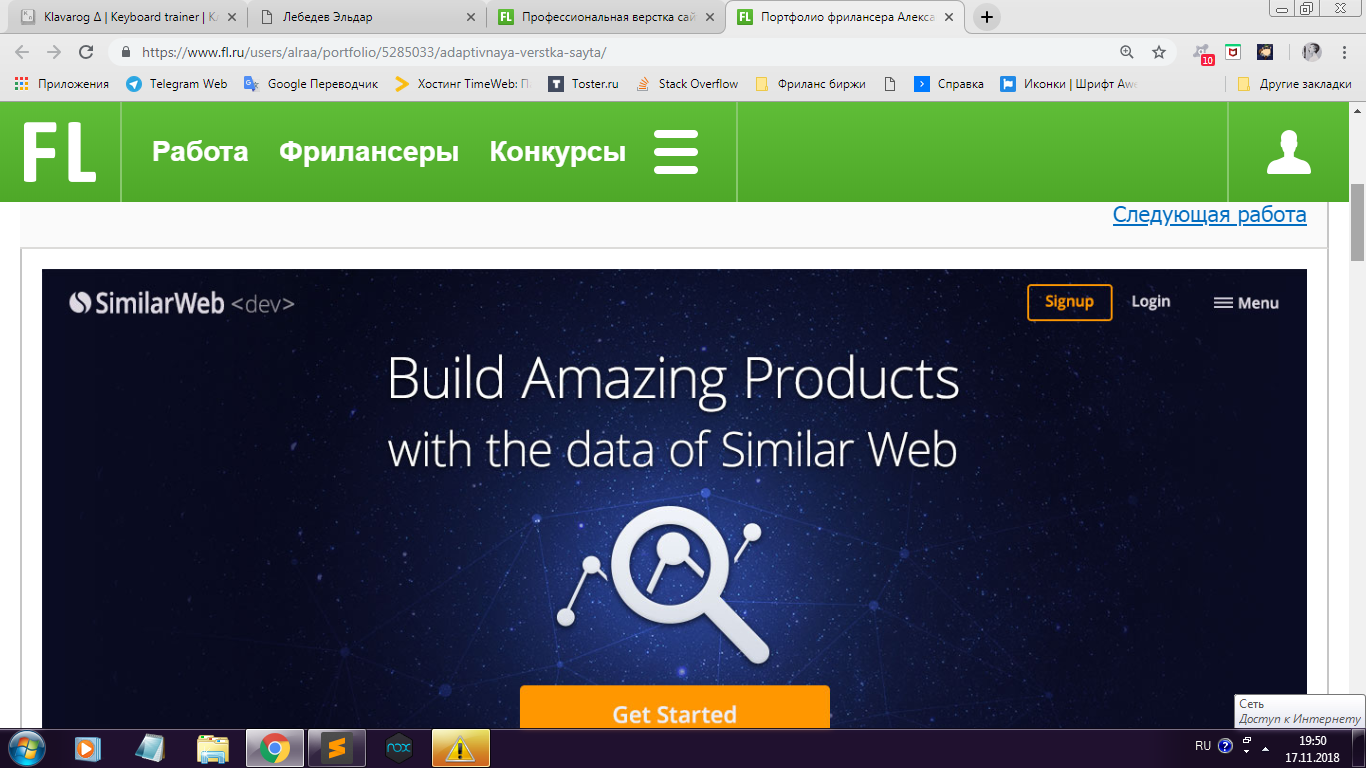 Klavarog Δ | Keyboard trainer |
Лебедев Эльдар
Профессиональная верстка сай
Портфолио фрилансера Алекса
https://www.fl.ru/users/alraa/portfolio/5285033/adaptivnaya-verstka-sayta/
10
Приложения
Telegram Web
Google Переводчик
Хостинг TimeWeb:
Toster.ru
Stack Overflow
Фриланс биржи
Справка
Иконки | Шрифт Aw
Другие закладки
FL
Работа
Фрилансеры
Конкурсы
Следующая работа
SimilarWeb <dev>
Signup
Login
Menu
Build Amazing Products
with the data of Similar Web
Get Started
Сеть
Доступ к Интернету
nox
RU
19:50
17.11.2018